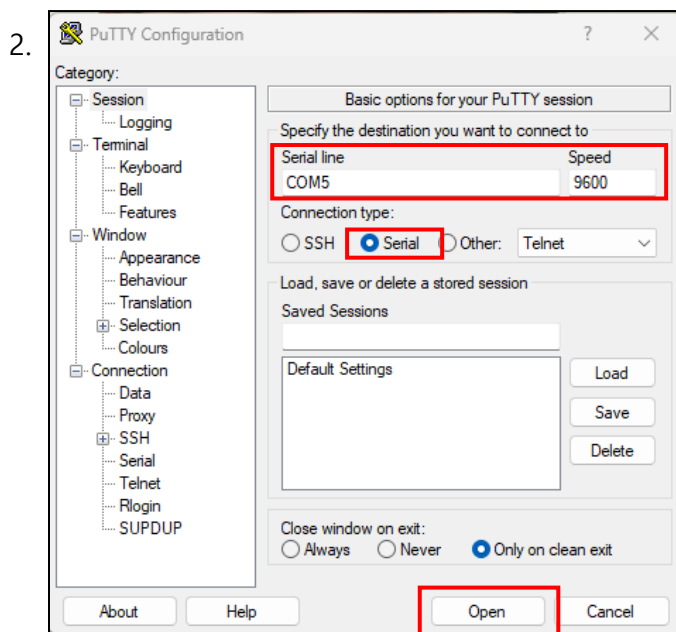 2.
PuTTY Configuration
? ×
Category:
Session
Logging
Terminal
Keyboard
Bell
Features
Window
Appearance
Behaviour
Translation
Selection
Colours
Connection
Data
Proxy
SSH
Serial
Telnet
Rlogin
SUPDUP
Basic options for your PuTTY session
Specify the destination you want to connect to
Serial line Speed
COM5 9600
Connection type:
SSH Serial Other: Telnet
Load, save or delete a stored session
Saved Sessions
Default Settings
Load
Save
Delete
Close window on exit:
Always Never Only on clean exit
About Help Open Cancel